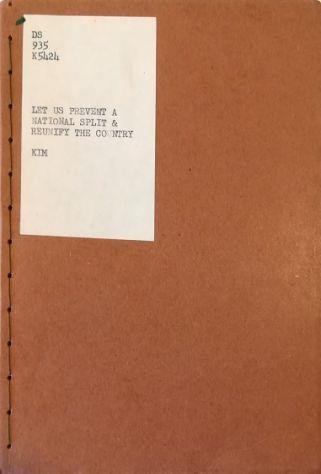 DS
935
K5424
LET US PREVENT A
NATIONAL SPLIT &
REUNIFY THE COUNTRY
KIM